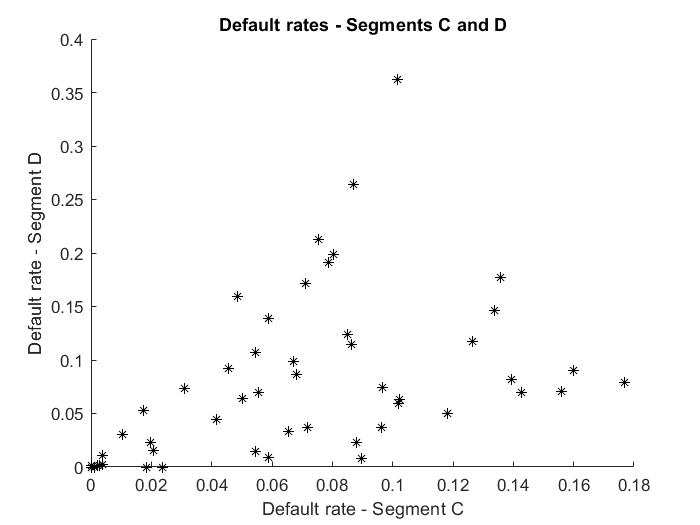 Default rates - Segments C and D
0.4
0.35
0.3
0.25
0.2
0.15
0.1
0.05
0
Default rate - Segment D
0 0.02 0.04 0.06 0.08 0.1 0.12 0.14 0.16 0.18
Default rate - Segment C